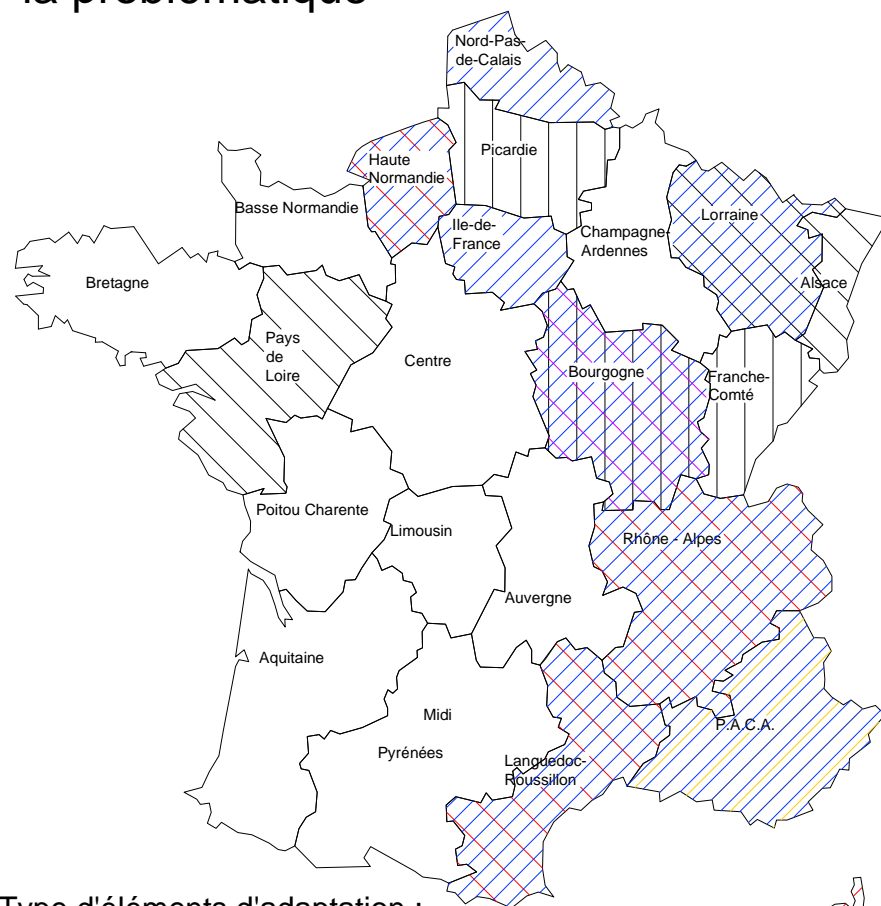 la problématique
Nord-Pas-
de-Calais
Picardie
Haute
Normandie
Basse Normandie
Ile-de-
France
Champagne-
Ardennes
Lorraine
Alsace
Bretagne
Pays
de
Loire
Centre
Bourgogne
Franche-
Comté
Poitou Charente
Limousin
Rhône - Alpes
Auvergne
Aquitaine
Midi
Pyrénées
P.A.C.A.
Languedoc-
Roussillon
Type d'éléments d'adaptation :